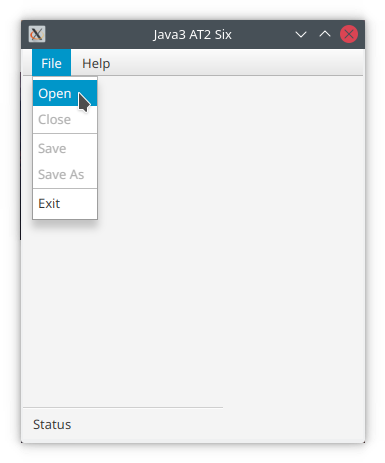 Java3 AT2 Six
File Help
Open
Close
Save
Save As
Exit
Status